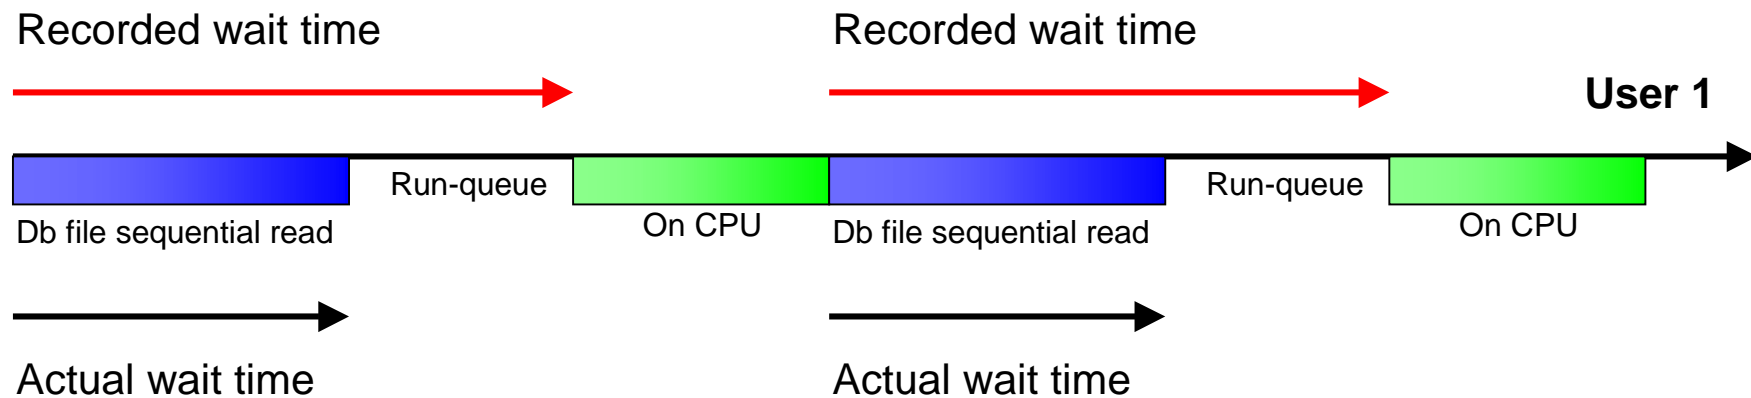 Recorded wait time
Recorded wait time
User 1
Run-queue
Run-queue
Db file sequential read
On CPU
Db file sequential read
On CPU
Actual wait time
Actual wait time